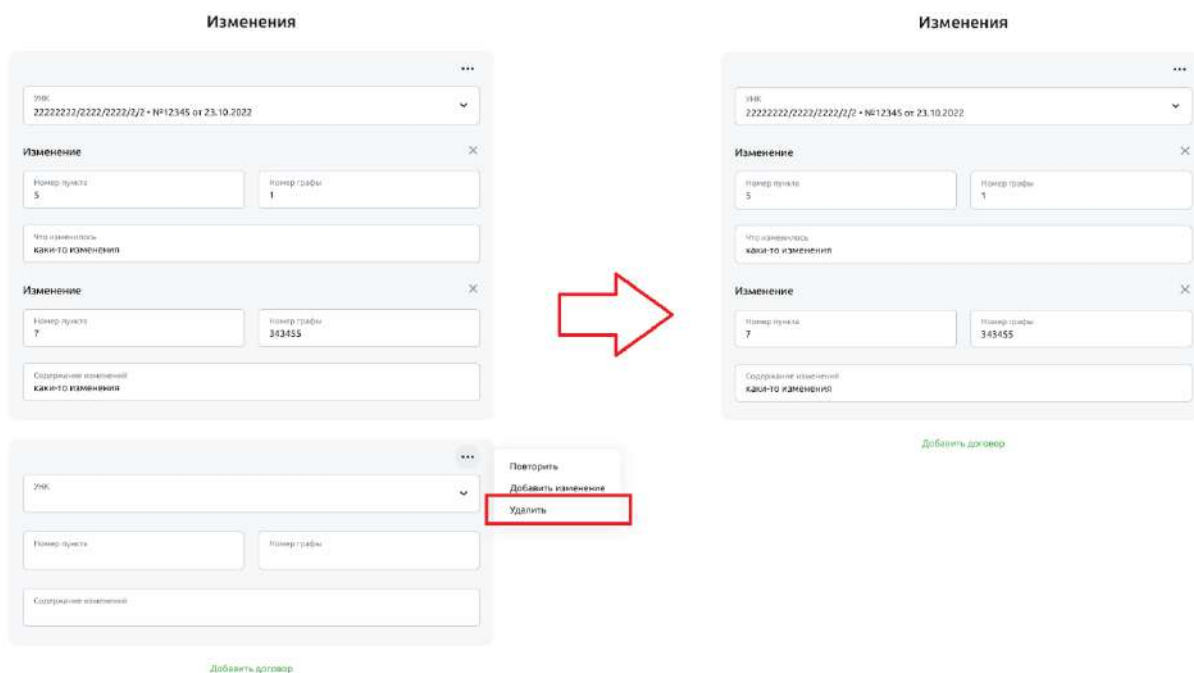 Изменения
•••
УНК
22222222/2222/2222/2/2 • №12345 от 23.10.2022
Изменение
Номер пункта
Номер графы
5
1
Что изменилось
каки-то изменения
Изменение
Номер пункта
Номер графы
7
343455
Содержание изменений
каки-то изменения
•••
УНК
Номер пункта
Номер графы
Содержание изменений
Добавить договор
Повторить
Добавить изменение
Удалить
Изменения
•••
УНК
22222222/2222/2222/2/2 • №12345 от 23.10.2022
Изменение
Номер пункта
Номер графы
5
1
Что изменилось
каки-то изменения
Изменение
Номер пункта
Номер графы
7
343455
Содержание изменений
каки-то изменения
Добавить договор